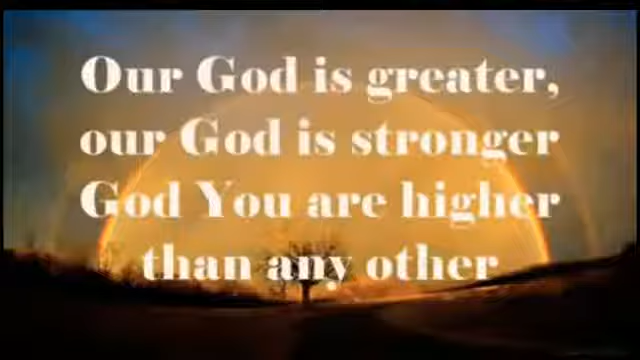 Our God is greater,
our God is stronger
God You are higher
than any other